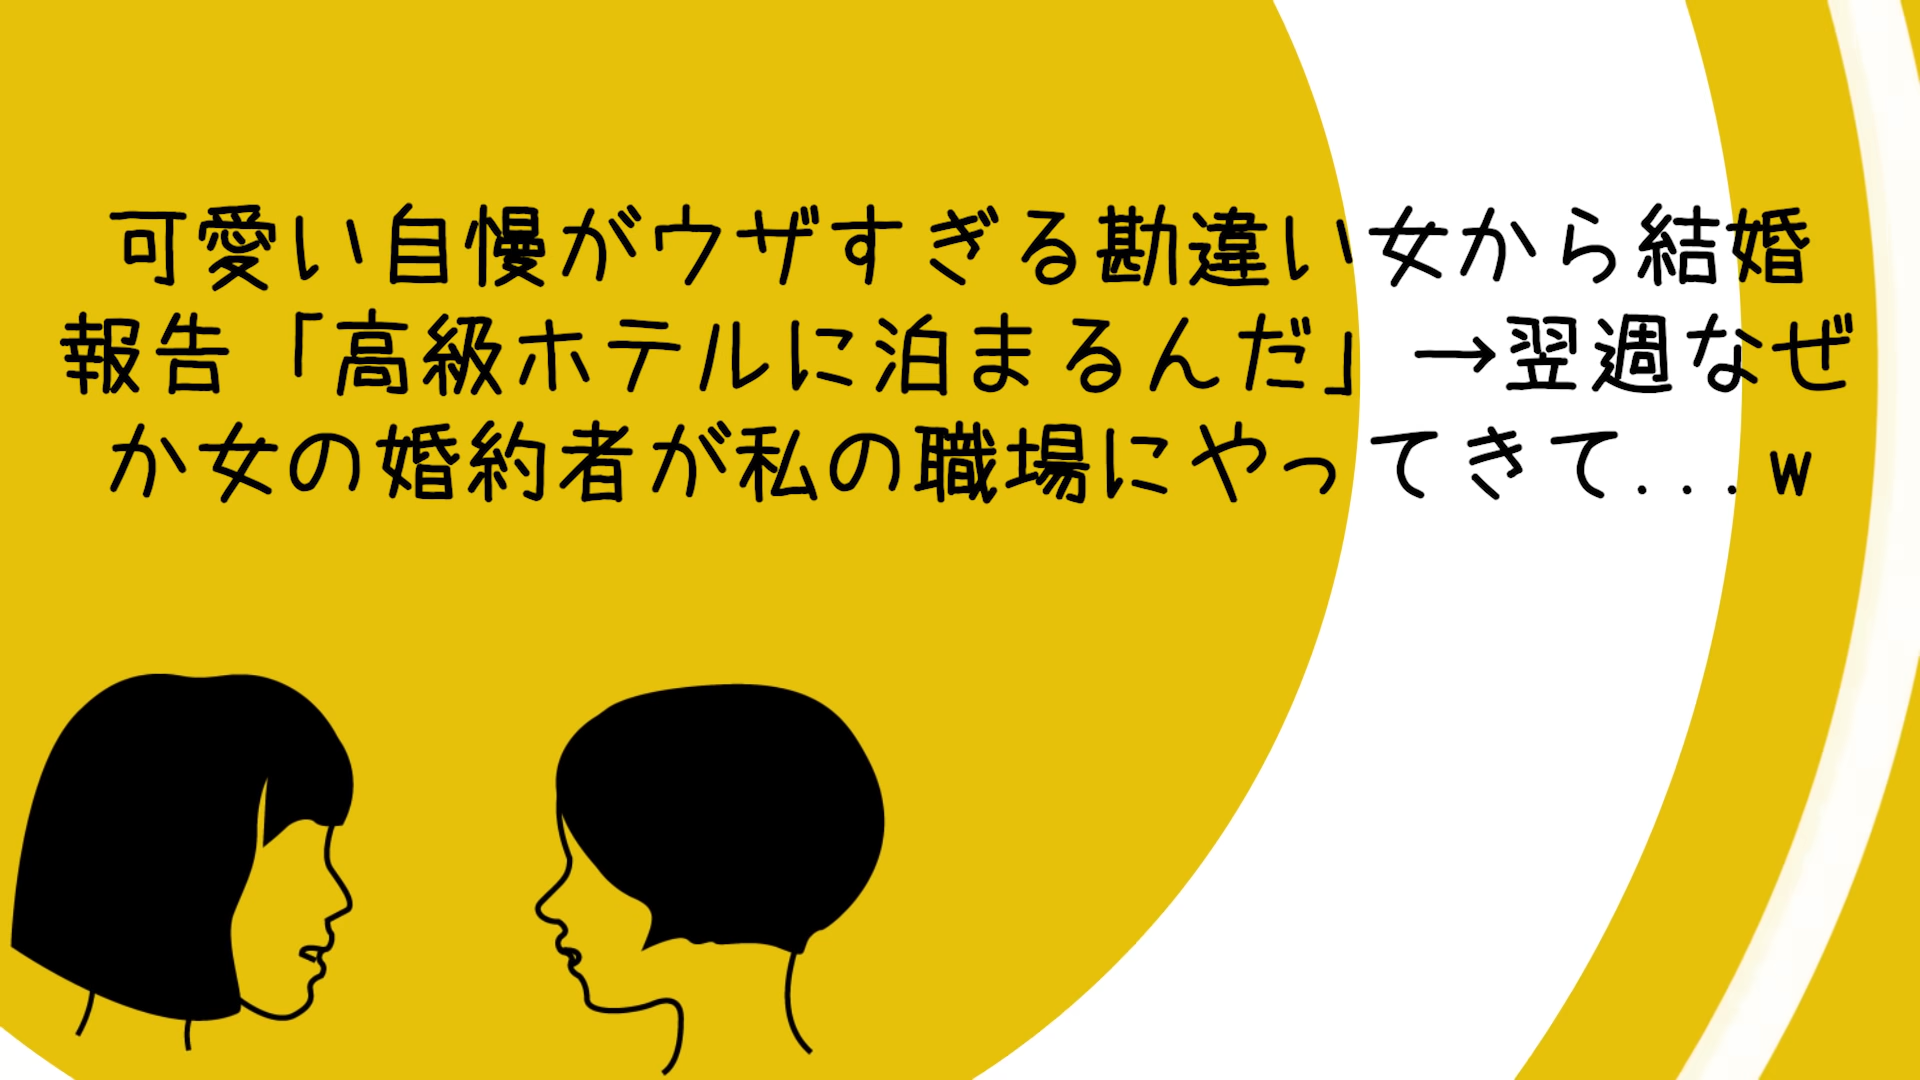 可愛い自慢がウザすぎる勘違い女から結婚
報告「高級ホテルに泊まるんだ」→翌週なぜ
か女の婚約者が私の職場にやってきて...w